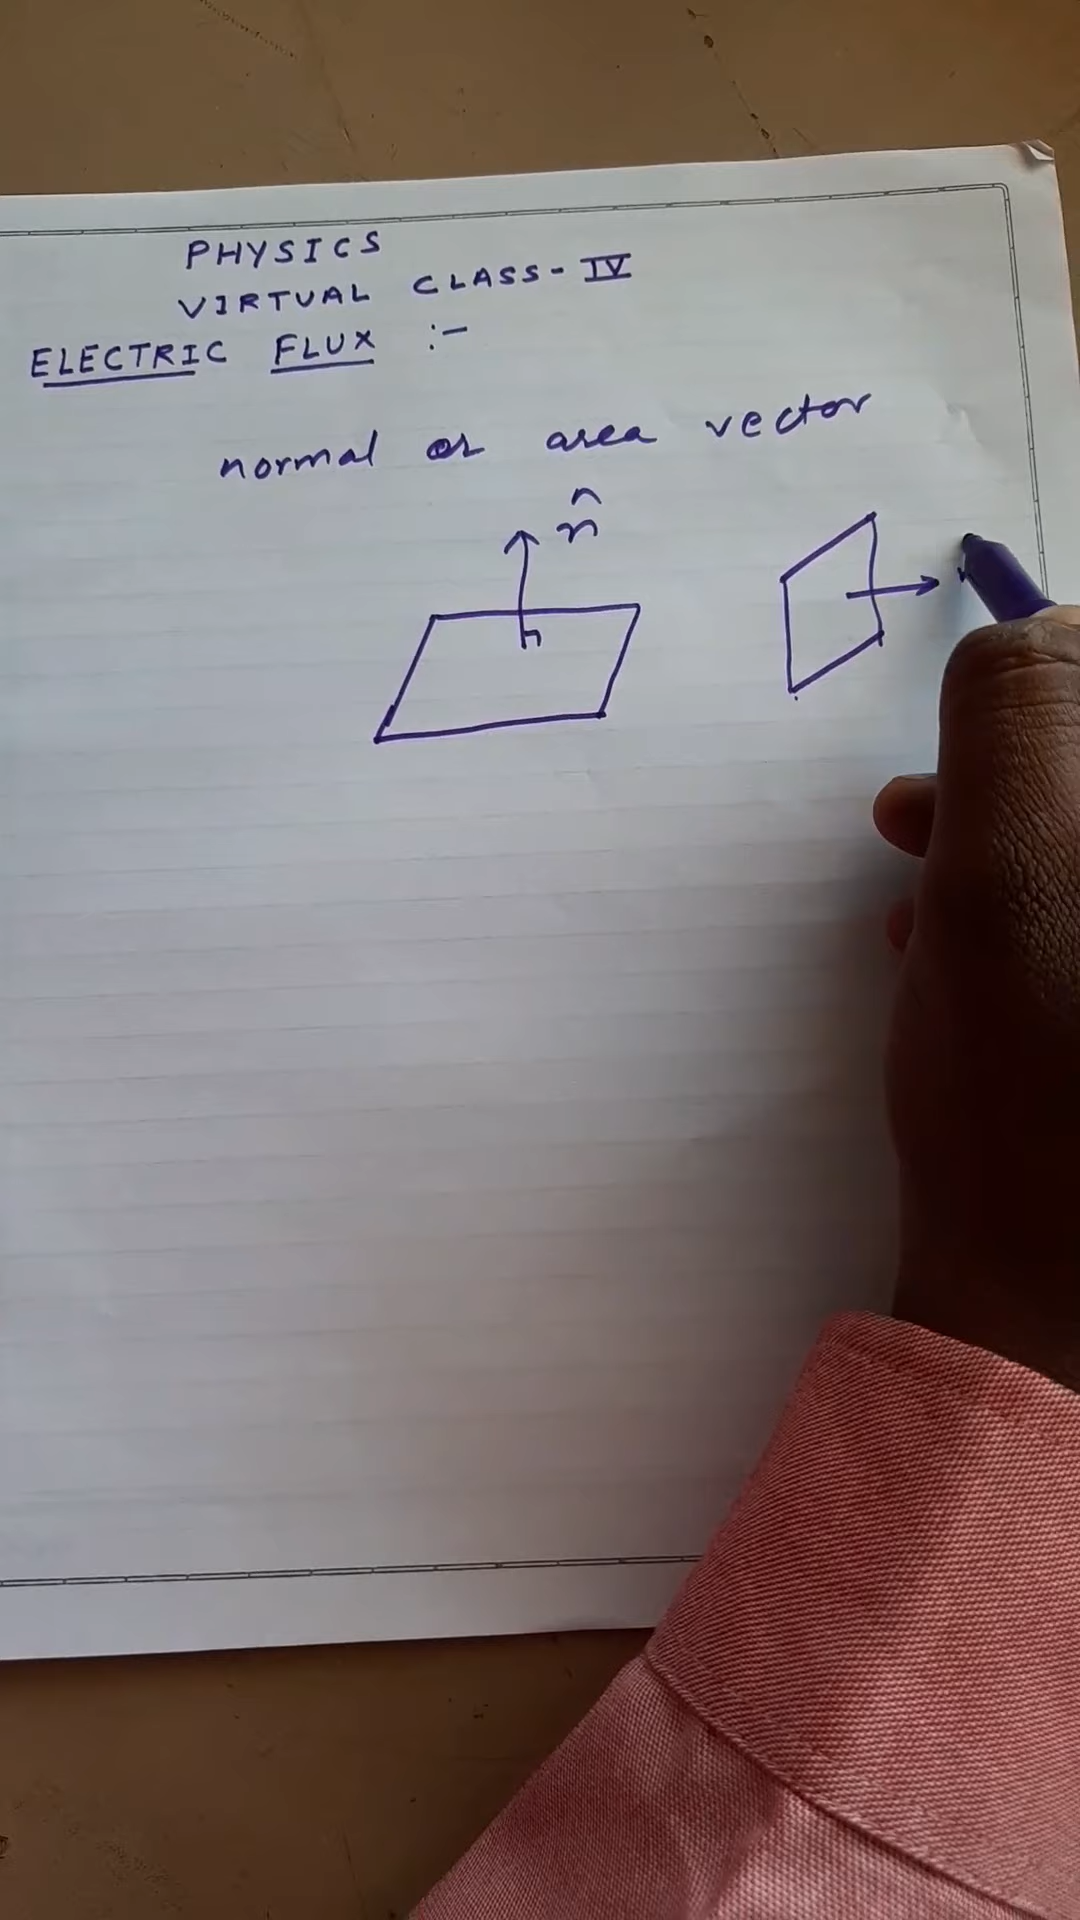 PHYSICS
VIRTUAL CLASS - IV
ELECTRIC FLUX :-
normal or area vector
n̂